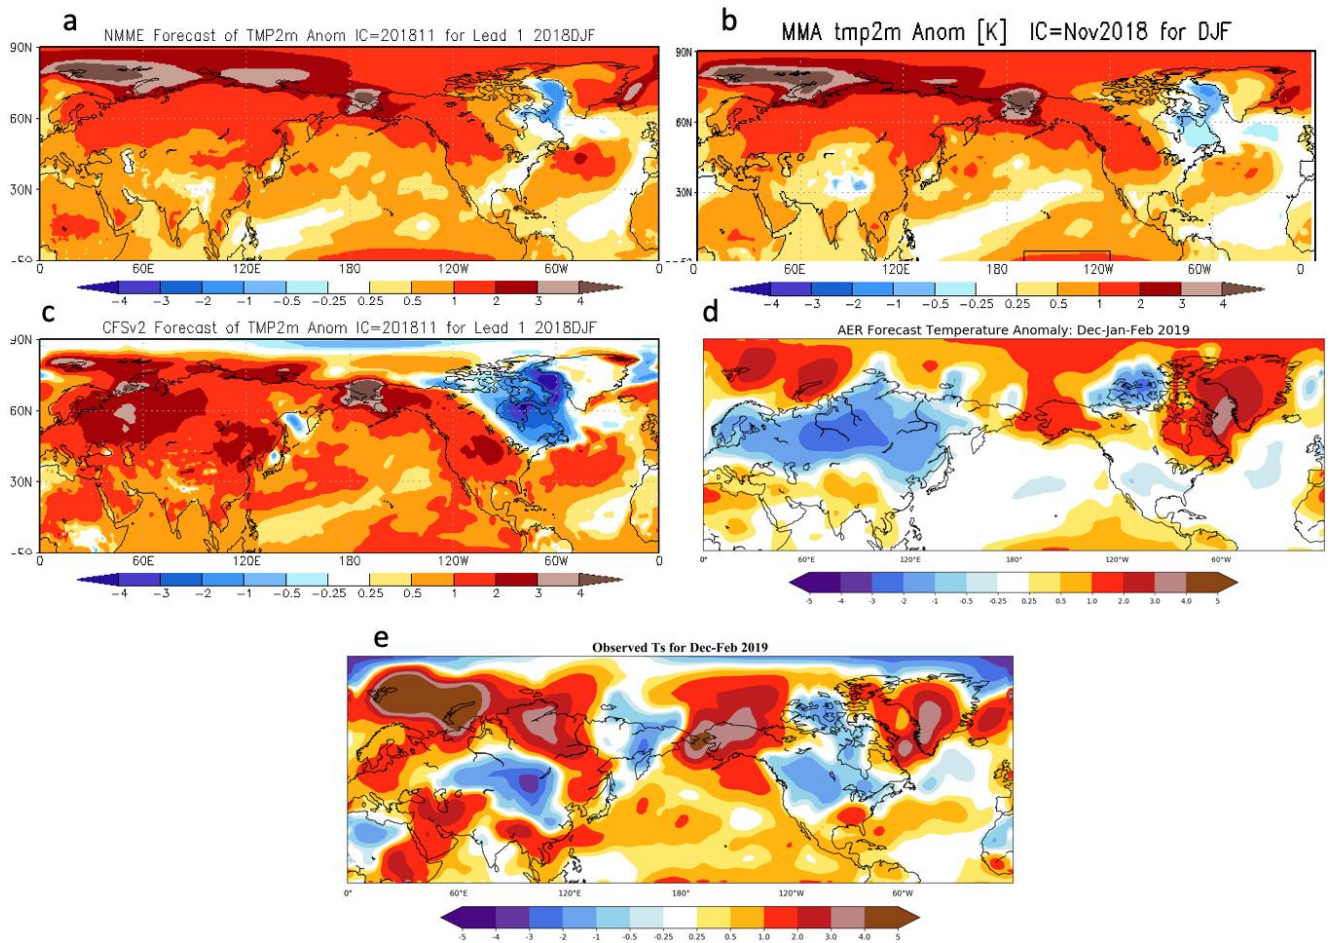 a
NMME Forecast of TMP2m Anom IC=201811 for Lead 1 2018DJF
90N
60N
30N
0 60E 120E 180 120W 60W 0
-4 -3 -2 -1 -0.5 -0.25 0.25 0.5 1 2 3 4
b
MMA tmp2m Anom [K] IC=Nov2018 for DJF
90N
60N
30N
0 60E 120E 180 120W 60W 0
-4 -3 -2 -1 -0.5 -0.25 0.25 0.5 1 2 3 4
c
CFSv2 Forecast of TMP2m Anom IC=201811 for Lead 1 2018DJF
90N
60N
30N
0 60E 120E 180 120W 60W 0
-4 -3 -2 -1 -0.5 -0.25 0.25 0.5 1 2 3 4
d
AER Forecast Temperature Anomaly: Dec-Jan-Feb 2019
0° 60°E 120°E 180° 120°W 60°W
-5 -4 -3 -2 -1 -0.5 -0.25 0.25 0.5 1.0 2.0 3.0 4.0 5
e
Observed Ts for Dec-Feb 2019
0° 60°E 120°E 180° 120°W 60°W
-5 -4 -3 -2 -1 -0.5 -0.25 0.25 0.5 1.0 2.0 3.0 4.0 5